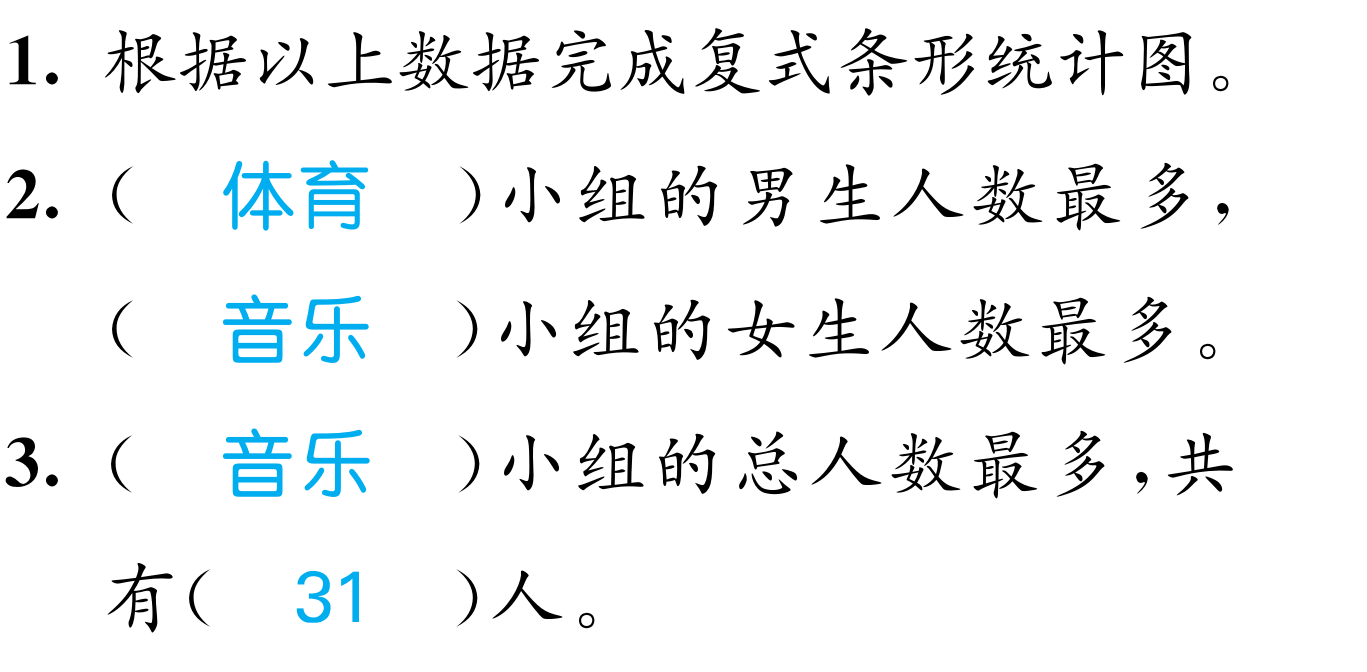 1. 根据以上数据完成复式条形统计图。
2.( 体育 )小组的男生人数最多,
( 音乐 )小组的女生人数最多。
3.( 音乐 )小组的总人数最多,共
有( 31 )人。